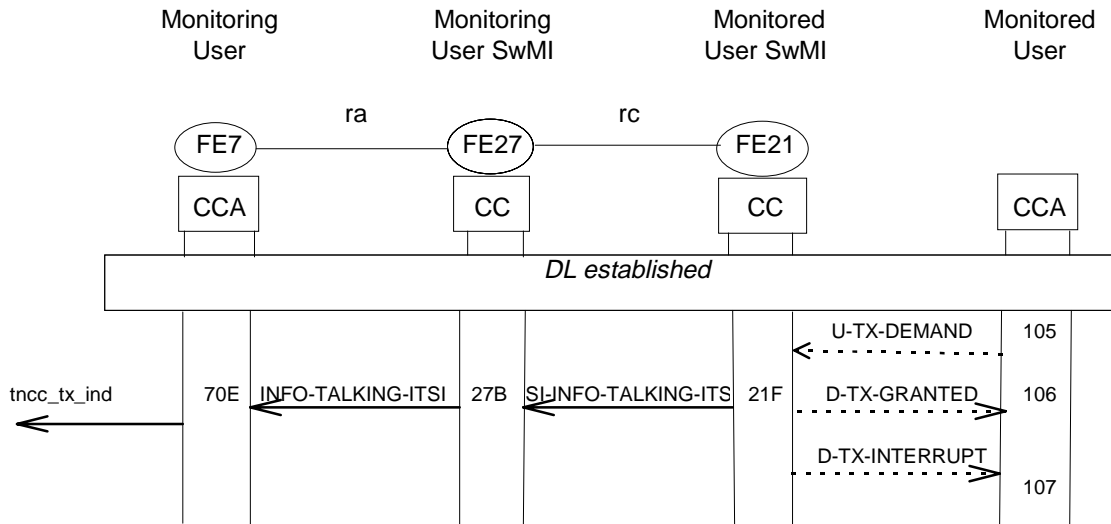 Monitoring User
Monitoring User SwMI
Monitored User SwMI
Monitored User
ra
rc
FE7
FE27
FE21
CCA
CC
CC
CCA
DL established
U-TX-DEMAND
105
tncc_tx_ind
70E
INFO-TALKING-ITSI
27B
SI-INFO-TALKING-ITS
21F
D-TX-GRANTED
106
D-TX-INTERRUPT
107